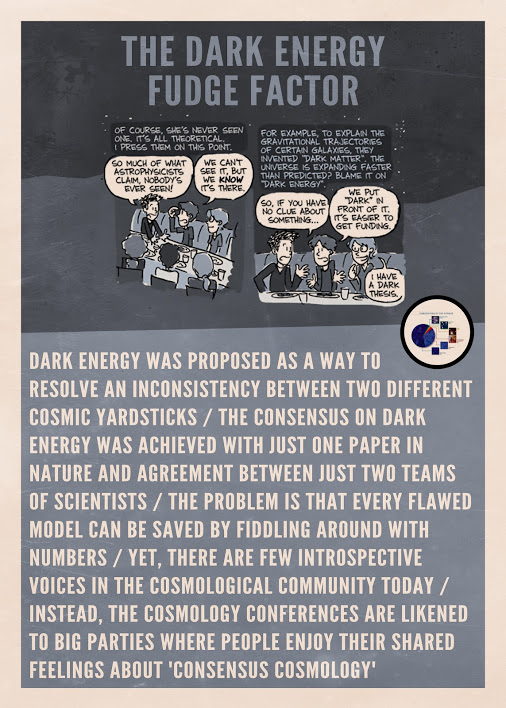 THE DARK ENERGY
FUDGE FACTOR
OF COURSE, SHE'S NEVER SEEN
ONE. IT'S ALL THEORETICAL.
I PRESS THEM ON THIS POINT.
SO MUCH OF WHAT
ASTROPHYSICISTS
CLAIM, NOBODY'S
EVER SEEN!
WE CAN'T
SEE IT, BUT
WE KNOW
IT'S THERE.
FOR EXAMPLE, TO EXPLAIN THE
GRAVITATIONAL TRAJECTORIES
OF CERTAIN GALAXIES, THEY
INVENTED "DARK MATTER". THE
UNIVERSE IS EXPANDING FASTER
THAN PREDICTED? BLAME IT ON
"DARK ENERGY".
SO, IF YOU HAVE
NO CLUE ABOUT
SOMETHING...
WE PUT
"DARK" IN
FRONT OF IT.
IT'S EASIER TO
GET FUNDING.
I HAVE
A DARK
THESIS.
DARK ENERGY WAS PROPOSED AS A WAY TO
RESOLVE AN INCONSISTENCY BETWEEN TWO DIFFERENT
COSMIC YARDSTICKS / THE CONSENSUS ON DARK
ENERGY WAS ACHIEVED WITH JUST ONE PAPER IN
NATURE AND AGREEMENT BETWEEN JUST TWO TEAMS
OF SCIENTISTS / THE PROBLEM IS THAT EVERY FLAWED
MODEL CAN BE SAVED BY FIDDLING AROUND WITH
NUMBERS / YET, THERE ARE FEW INTROSPECTIVE
VOICES IN THE COSMOLOGICAL COMMUNITY TODAY /
INSTEAD, THE COSMOLOGY CONFERENCES ARE LIKENED
TO BIG PARTIES WHERE PEOPLE ENJOY THEIR SHARED
FEELINGS ABOUT 'CONSENSUS COSMOLOGY'